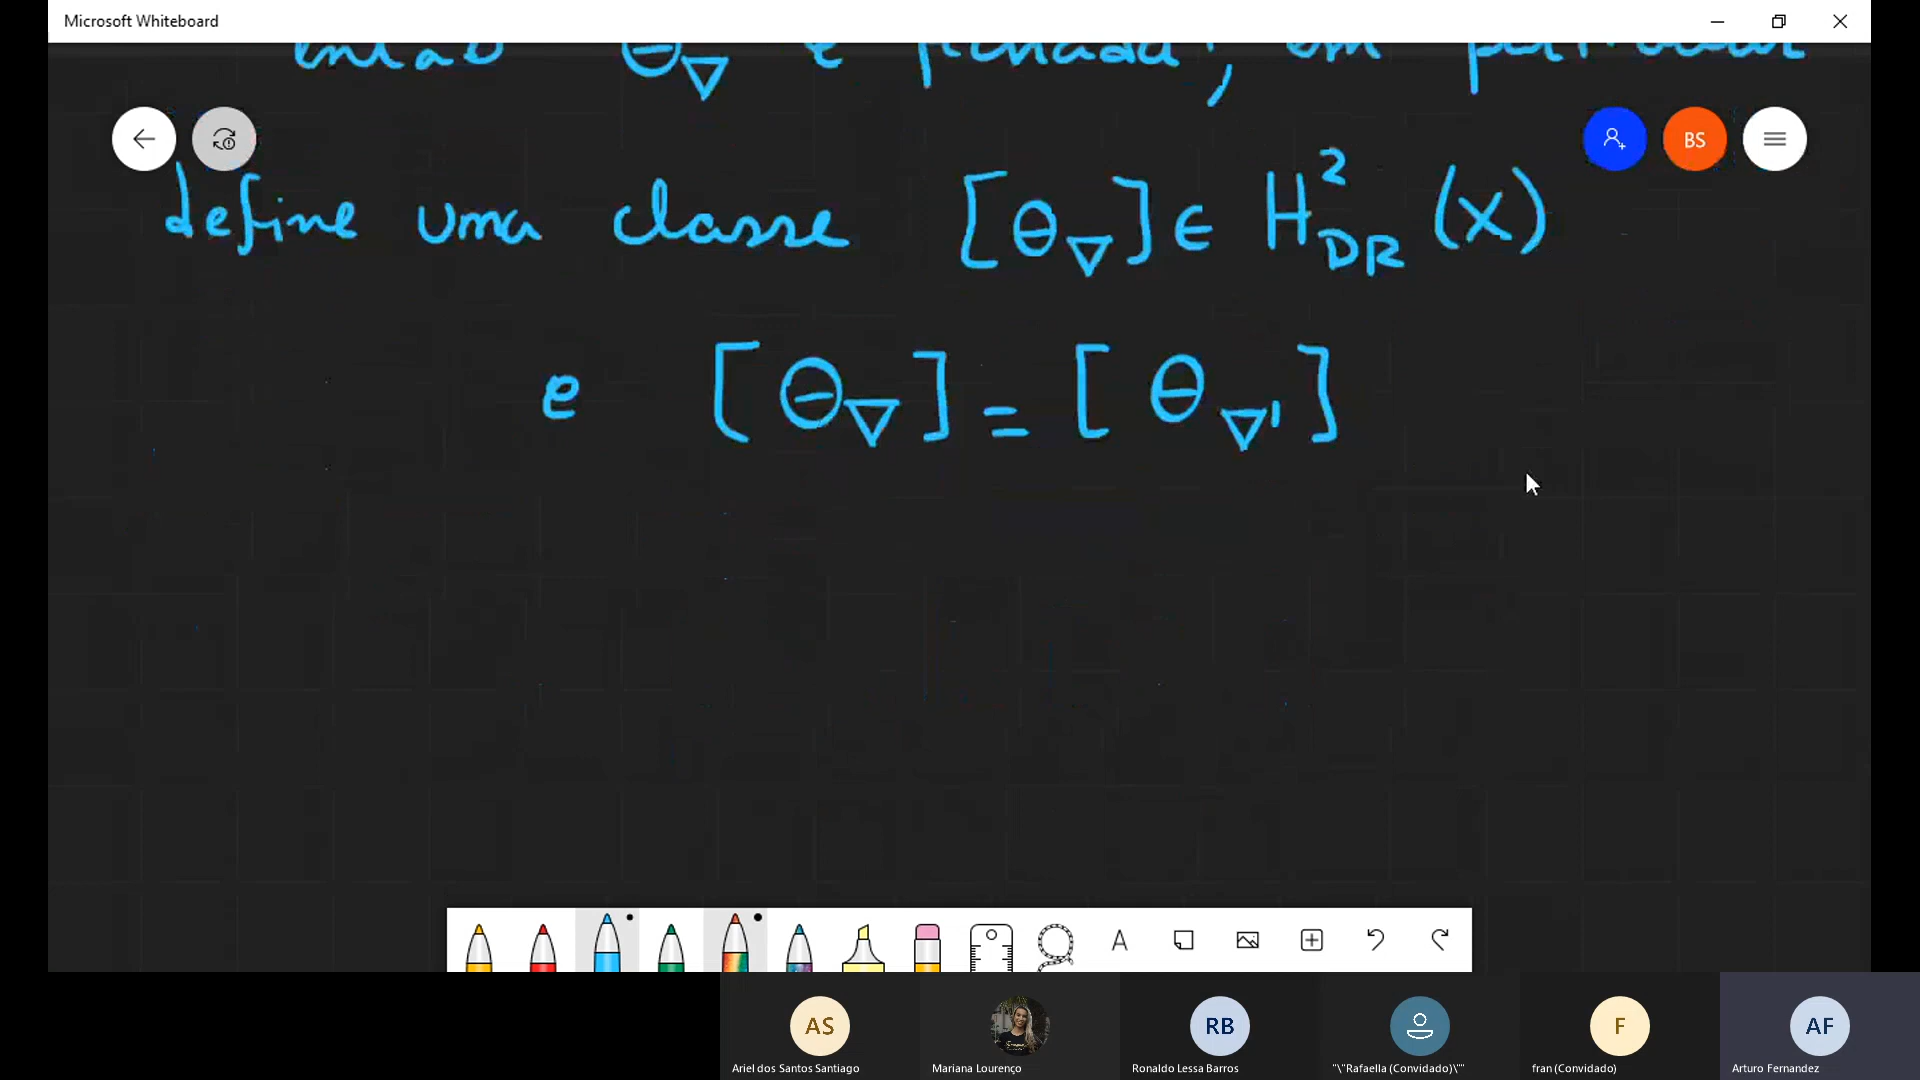 Microsoft Whiteboard
então θ∇ é fechada, em particular
define uma classe [θ∇] ∈ H²DR (X)
BS
e [θ∇] = [θ∇']
A
AS
RB
F
AF
Ariel dos Santos Santiago
Mariana Lourenço
Ronaldo Lessa Barros
"\"Rafaella (Convidado)\""
fran (Convidado)
Arturo Fernandez